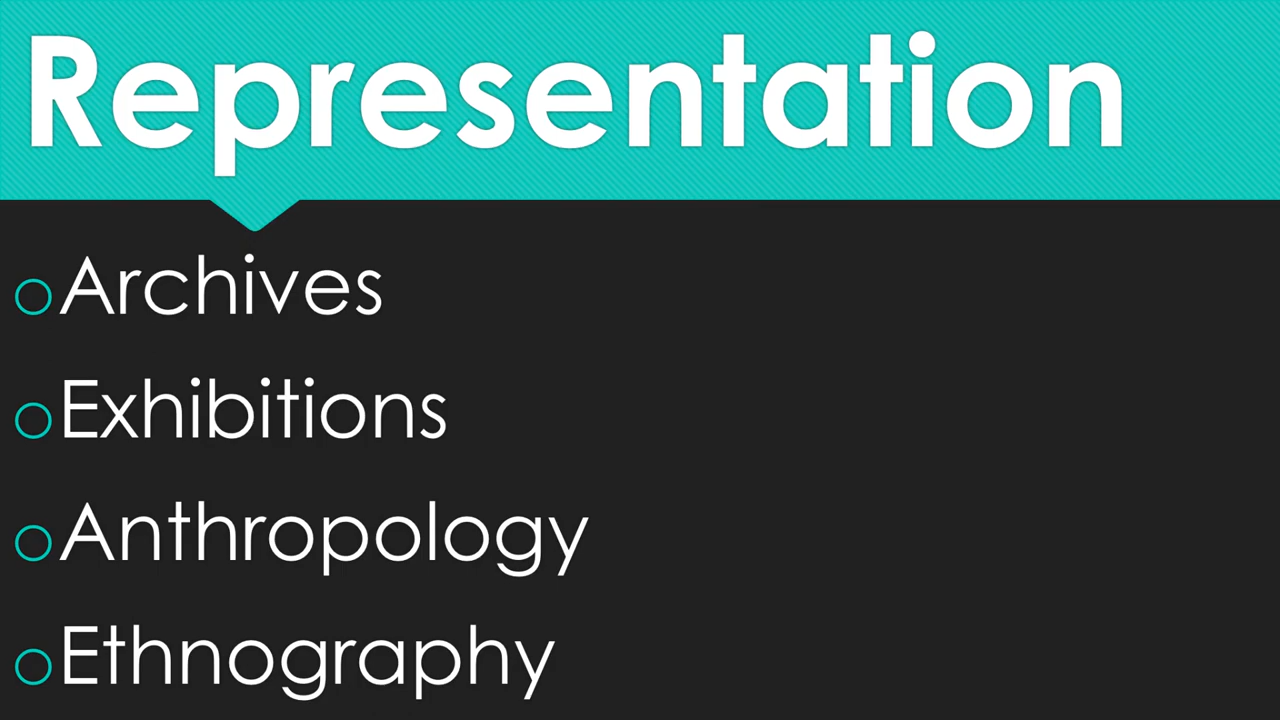 Representation
Archives
Exhibitions
Anthropology
Ethnography